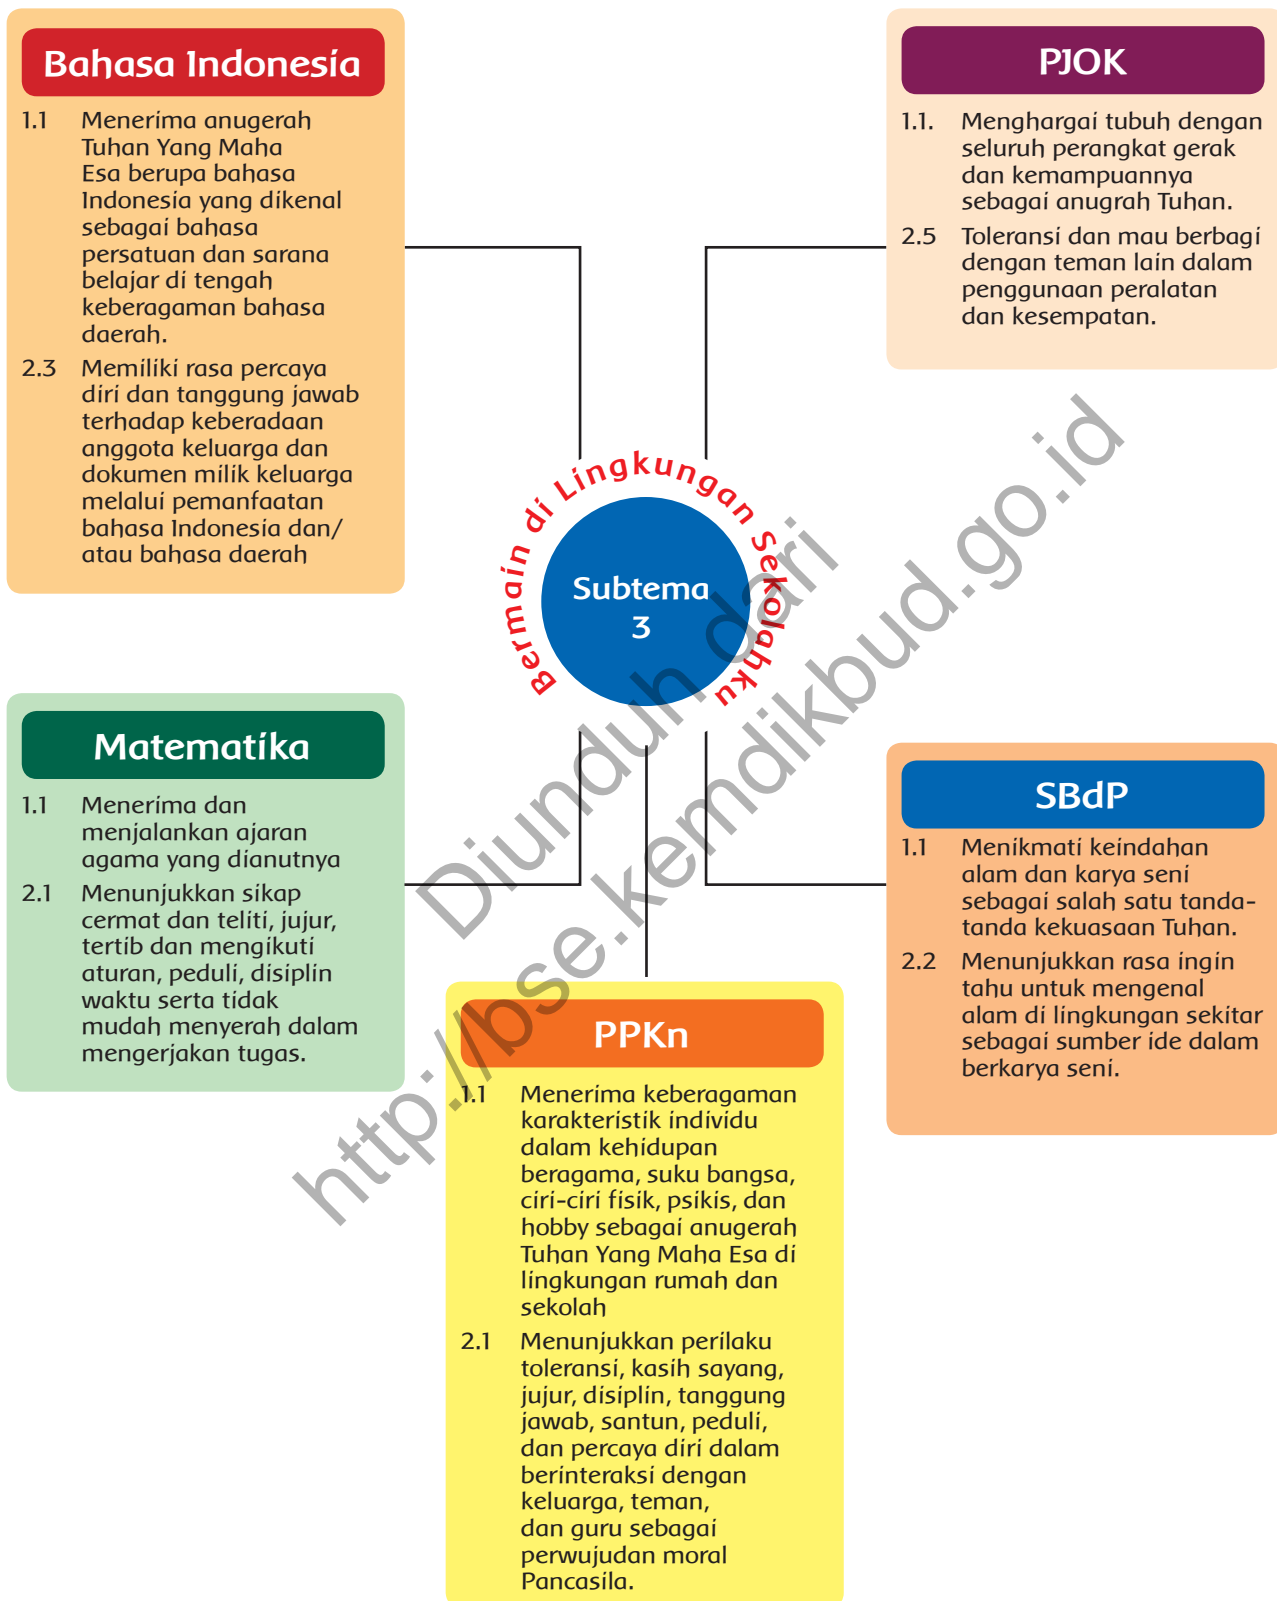 Bahasa Indonesia
1.1 Menerima anugerah
Tuhan Yang Maha
Esa berupa bahasa
Indonesia yang dikenal
sebagai bahasa
persatuan dan sarana
belajar di tengah
keberagaman bahasa
daerah.
2.3 Memiliki rasa percaya
diri dan tanggung jawab
terhadap keberadaan
anggota keluarga dan
dokumen milik keluarga
melalui pemanfaatan
bahasa Indonesia dan/
atau bahasa daerah
PJOK
1.1. Menghargai tubuh dengan
seluruh perangkat gerak
dan kemampuannya
sebagai anugrah Tuhan.
2.5 Toleransi dan mau berbagi
dengan teman lain dalam
penggunaan peralatan
dan kesempatan.
Bermain di Lingkungan Sekolahku
Subtema
3
Matematika
1.1 Menerima dan
menjalankan ajaran
agama yang dianutnya
2.1 Menunjukkan sikap
cermat dan teliti, jujur,
tertib dan mengikuti
aturan, peduli, disiplin
waktu serta tidak
mudah menyerah dalam
mengerjakan tugas.
SBdP
1.1 Menikmati keindahan
alam dan karya seni
sebagai salah satu tanda-
tanda kekuasaan Tuhan.
2.2 Menunjukkan rasa ingin
tahu untuk mengenal
alam di lingkungan sekitar
sebagai sumber ide dalam
berkarya seni.
PPKn
1.1 Menerima keberagaman
karakteristik individu
dalam kehidupan
beragama, suku bangsa,
ciri-ciri fisik, psikis, dan
hobby sebagai anugerah
Tuhan Yang Maha Esa di
lingkungan rumah dan
sekolah
2.1 Menunjukkan perilaku
toleransi, kasih sayang,
jujur, disiplin, tanggung
jawab, santun, peduli,
dan percaya diri dalam
berinteraksi dengan
keluarga, teman,
dan guru sebagai
perwujudan moral
Pancasila.
Diunduh dari
http://bse.kemdikbud.go.id